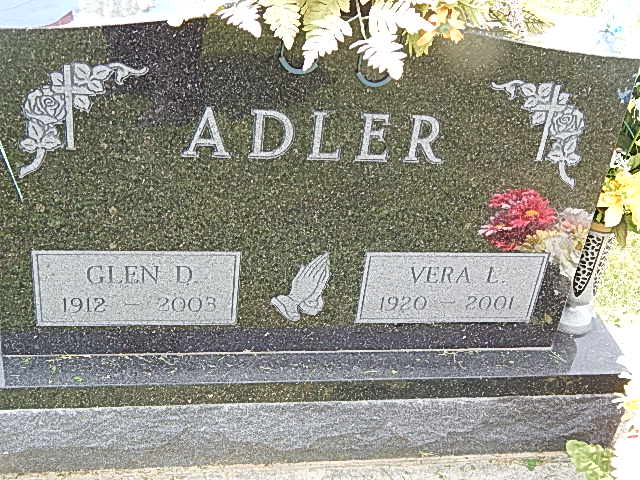 ADLER
GLEN D.
1912 - 2003
VERA L.
1920 - 2001